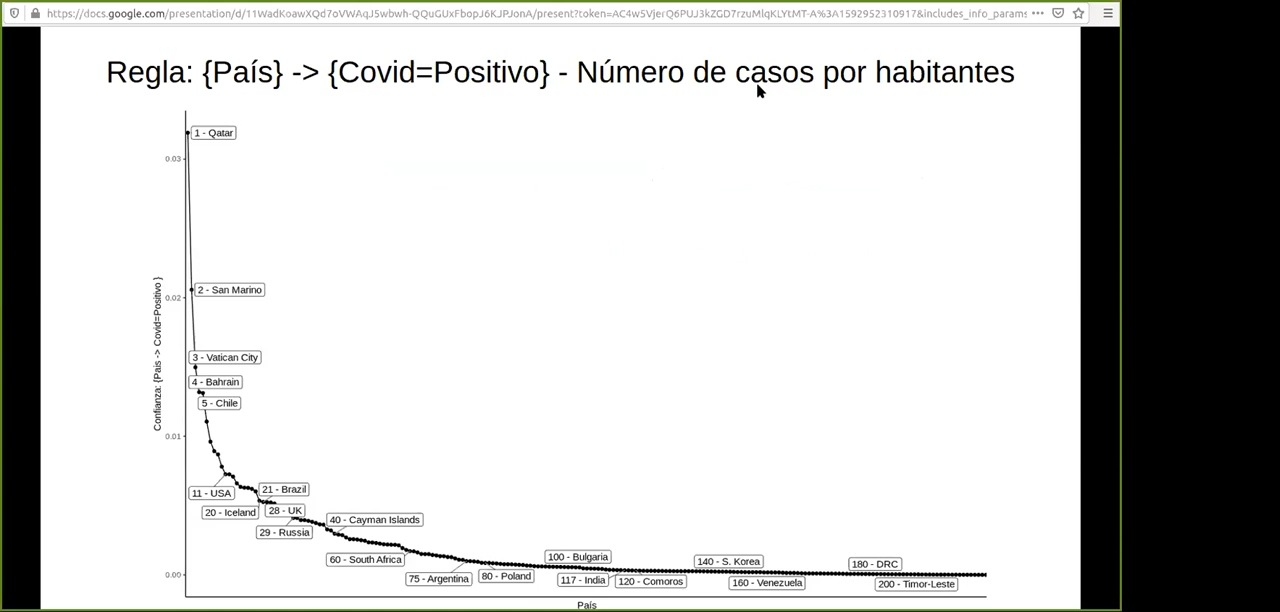 https://docs.google.com/presentation/d/11WadKoawXQd7oVWAqJ5wbwh-QQuGUxFbopJ6KJPJonA/present?token=AC4w5VjerQ6PUJ3kZGD7rzuMlqKLYtMT-A%3A1592952310917&includes_info_params
Regla: {País} -> {Covid=Positivo} - Número de casos por habitantes
1 - Qatar
0.03
2 - San Marino
0.02
Confianza: {Pais -> Covid=Positivo }
3 - Vatican City
4 - Bahrain
5 - Chile
0.01
21 - Brazil
11 - USA
20 - Iceland
28 - UK
40 - Cayman Islands
29 - Russia
60 - South Africa
100 - Bulgaria
140 - S. Korea
180 - DRC
0.00
75 - Argentina
80 - Poland
117 - India
120 - Comoros
160 - Venezuela
200 - Timor-Leste
País